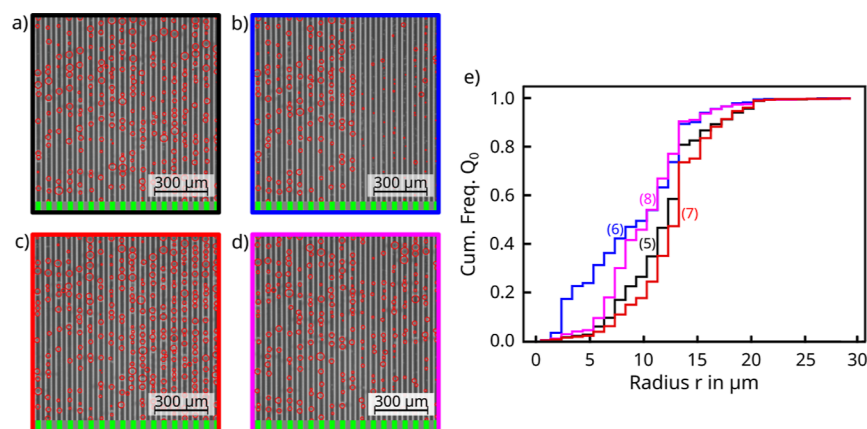 a)
300 μm
b)
300 μm
c)
300 μm
d)
300 μm
e)
Cum. Freq. Q0
1.0
0.8
0.6
0.4
0.2
0.0
(6)
(8)
(5)
(7)
0 5 10 15 20 25 30
Radius r in μm